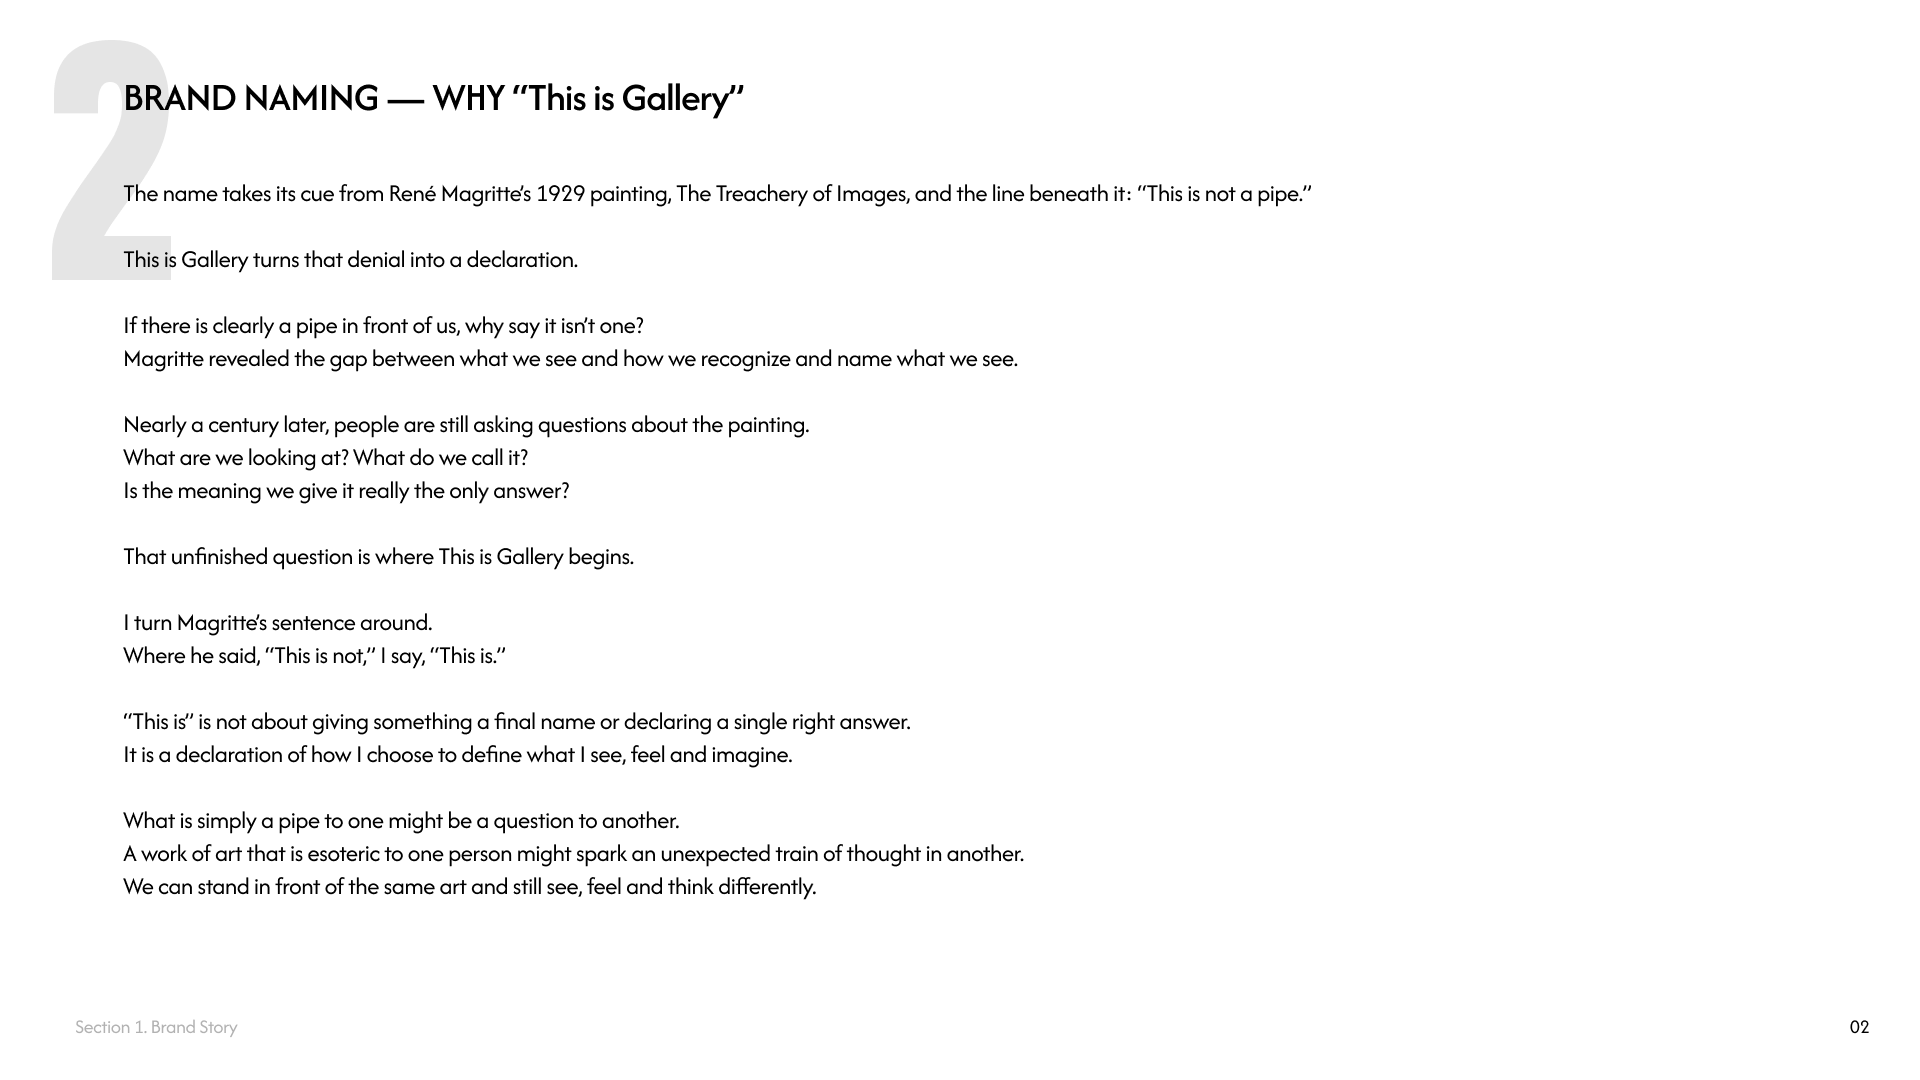 2
BRAND NAMING — WHY “This is Gallery”
The name takes its cue from René Magritte’s 1929 painting, The Treachery of Images, and the line beneath it: “This is not a pipe.”
This is Gallery turns that denial into a declaration.
If there is clearly a pipe in front of us, why say it isn’t one?
Magritte revealed the gap between what we see and how we recognize and name what we see.
Nearly a century later, people are still asking questions about the painting.
What are we looking at? What do we call it?
Is the meaning we give it really the only answer?
That unfinished question is where This is Gallery begins.
I turn Magritte’s sentence around.
Where he said, “This is not,” I say, “This is.”
“This is” is not about giving something a final name or declaring a single right answer.
It is a declaration of how I choose to define what I see, feel and imagine.
What is simply a pipe to one might be a question to another.
A work of art that is esoteric to one person might spark an unexpected train of thought in another.
We can stand in front of the same art and still see, feel and think differently.
Section 1. Brand Story
02